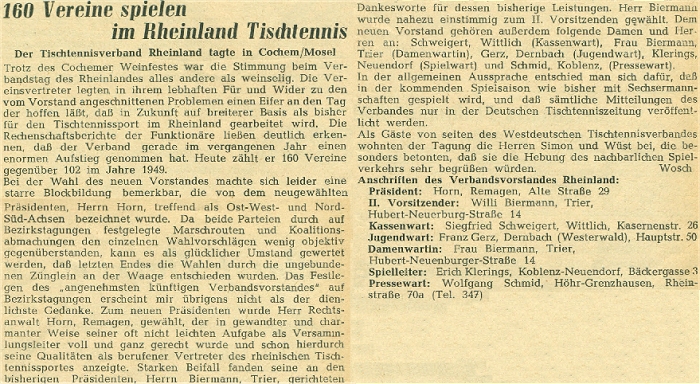 160 Vereine spielen
im Rheinland Tischtennis
Der Tischtennisverband Rheinland tagte in Cochem/Mosel
Trotz des Cochemer Weinfestes war die Stimmung beim Ver-
bandstag des Rheinlandes alles andere als weinselig. Die Ver-
einsvertreter legten in ihrem lebhaften Für und Wider zu den
vom Vorstand angeschnittenen Problemen einen Eifer an den Tag
der hoffen läßt, daß in Zukunft auf breiterer Basis als bisher
für den Tischtennissport im Rheinland gearbeitet wird. Die
Rechenschaftsberichte der Funktionäre ließen deutlich erken-
nen, daß der Verband gerade im vergangenen Jahr einen
enormen Aufstieg genommen hat. Heute zählt er 160 Vereine
gegenüber 102 im Jahre 1949.
Bei der Wahl des neuen Vorstandes machte sich leider eine
starre Blockbildung bemerkbar, die von dem neugewählten
Präsidenten, Herrn Horn, treffend als Ost-West- und Nord-
Süd-Achsen bezeichnet wurde. Da beide Parteien durch auf
Bezirkstagungen festgelegte Marschrouten und Koalitions-
abmachungen den einzelnen Wahlvorschlägen wenig objektiv
gegenüberstanden, kann es als glücklicher Umstand gewertet
werden, daß letzten Endes die Wahlen durch die ungebunde-
nen Zünglein an der Waage entschieden wurden. Das Festle-
gen des „angenehmsten künftigen Verbandsvorstandes" auf
Bezirkstagungen erscheint mir übrigens nicht als der dien-
lichste Gedanke. Zum neuen Präsidenten wurde Herr Rechts-
anwalt Horn, Remagen, gewählt, der in gewandter und char-
manter Weise seiner oft nicht leichten Aufgabe als Versamm-
lungsleiter voll und ganz gerecht wurde und schon hierdurch
seine Qualitäten als berufener Vertreter des rheinischen Tisch-
tennissportes anzeigte. Starken Beifall fanden seine an den
bisherigen Präsidenten, Herrn Biermann, Trier, gerichteten
Dankesworte für dessen bisherige Leistungen. Herr Biermann
wurde nahezu einstimmig zum II. Vorsitzenden gewählt. Dem
neuen Vorstand gehören außerdem folgende Damen und Her-
ren an: Schweigert, Wittlich (Kassenwart), Frau Biermann,
Trier (Damenwartin), Gerz, Dernbach (Jugendwart), Klerings,
Neuendorf (Spielwart) und Schmid, Koblenz, (Pressewart).
In der allgemeinen Aussprache entschied man sich dafür, daß
in der kommenden Spielsaison wie bisher mit Sechsermann-
schaften gespielt wird, und daß sämtliche Mitteilungen des
Verbandes nur in der Deutschen Tischtenniszeitung veröffent-
licht werden.
Als Gäste von seiten des Westdeutschen Tischtennisverbandes
wohnten der Tagung die Herren Simon und Wüst bei, die be-
sonders betonten, daß sie die Hebung des nachbarlichen Spiel-
verkehrs sehr begrüßen würden. Wosch
Anschriften des Verbandsvorstandes Rheinland:
Präsident: Horn, Remagen, Alte Straße 29
II. Vorsitzender: Willi Biermann, Trier,
Hubert-Neuerburg-Straße 14
Kassenwart: Siegfried Schweigert, Wittlich, Kasernenstr. 26
Jugendwart: Franz Gerz, Dernbach (Westerwald), Hauptstr. 50
Damenwartin: Frau Biermann, Trier,
Hubert-Neuenburger-Straße 14
Spielleiter: Erich Klerings, Koblenz-Neuendorf, Bäckergasse 3
Pressewart: Wolfgang Schmid, Höhr-Grenzhausen, Rhein-
straße 70a (Tel. 347)